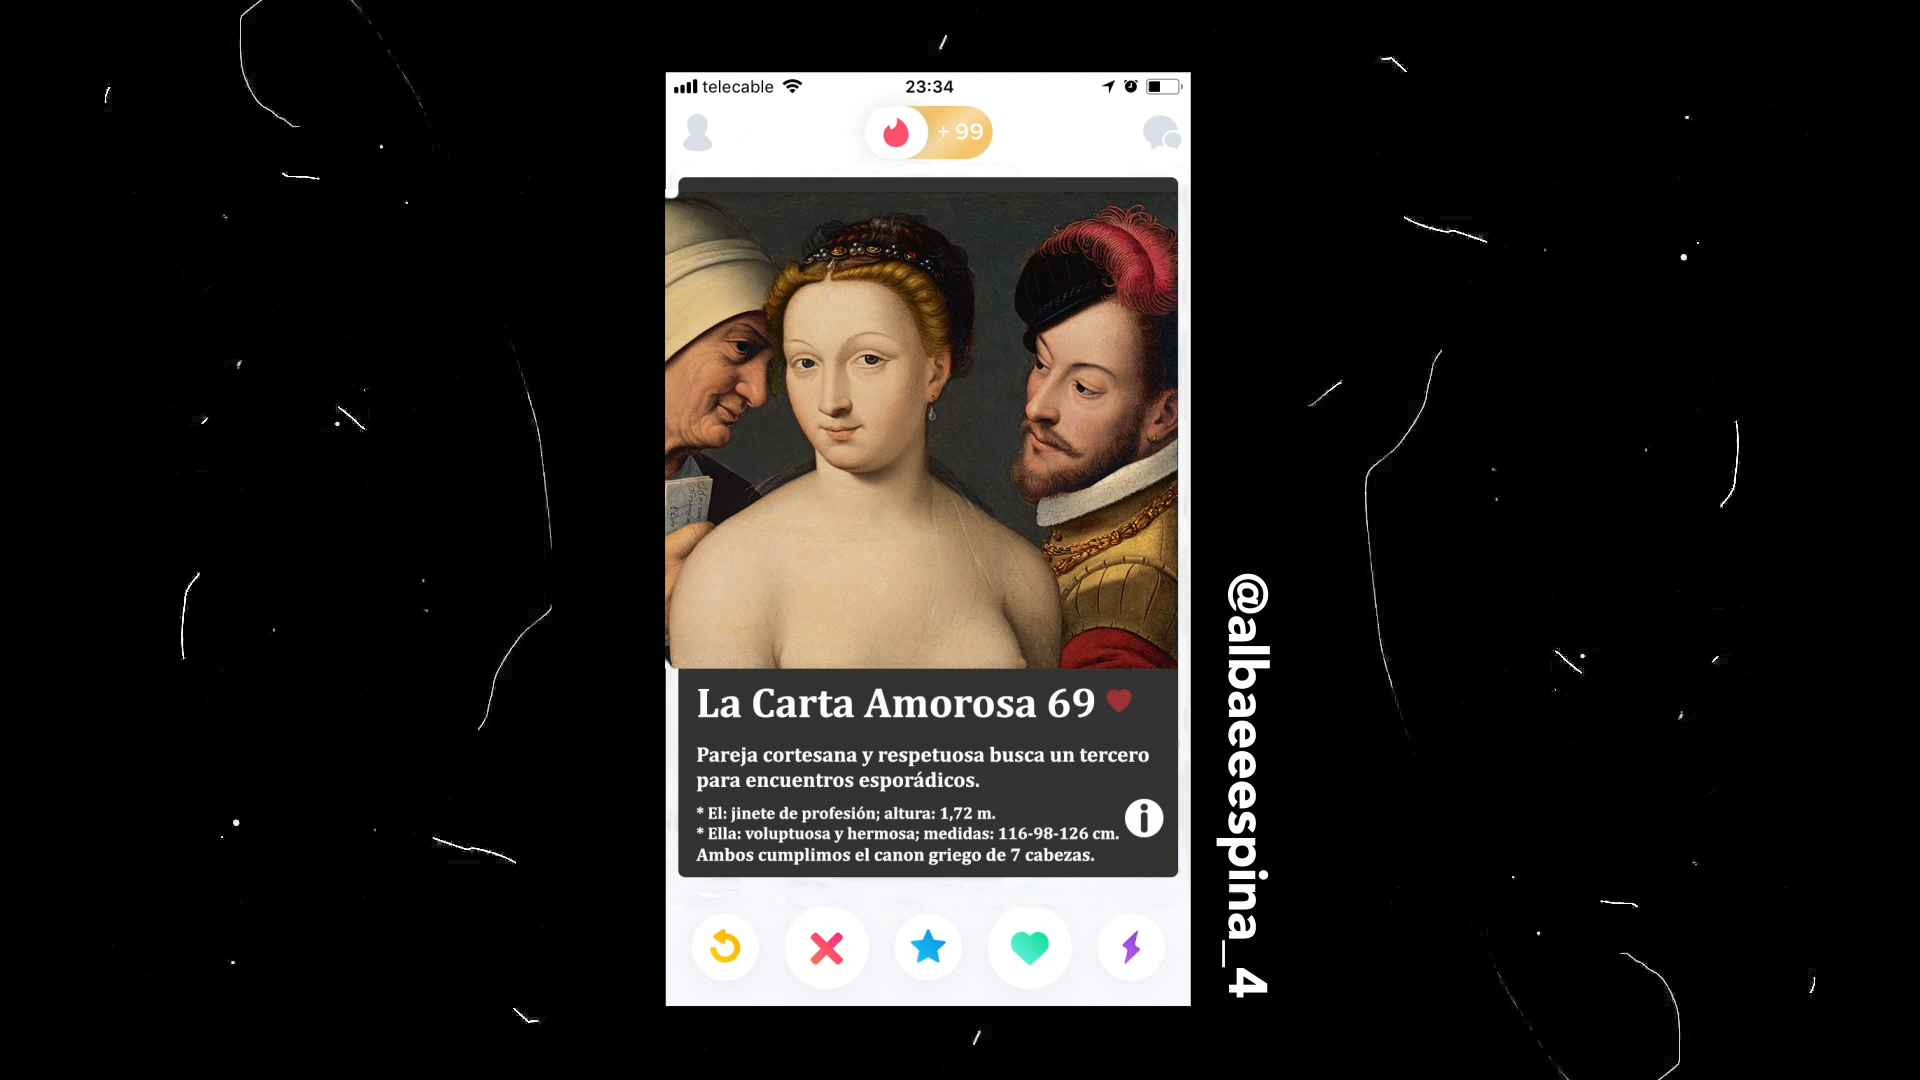 telecable
23:34
+ 99
La Carta Amorosa 69
Pareja cortesana y respetuosa busca un tercero
para encuentros esporádicos.
* El: jinete de profesión; altura: 1,72 m.
* Ella: voluptuosa y hermosa; medidas: 116-98-126 cm.
Ambos cumplimos el canon griego de 7 cabezas.
@albaeeeespina_4